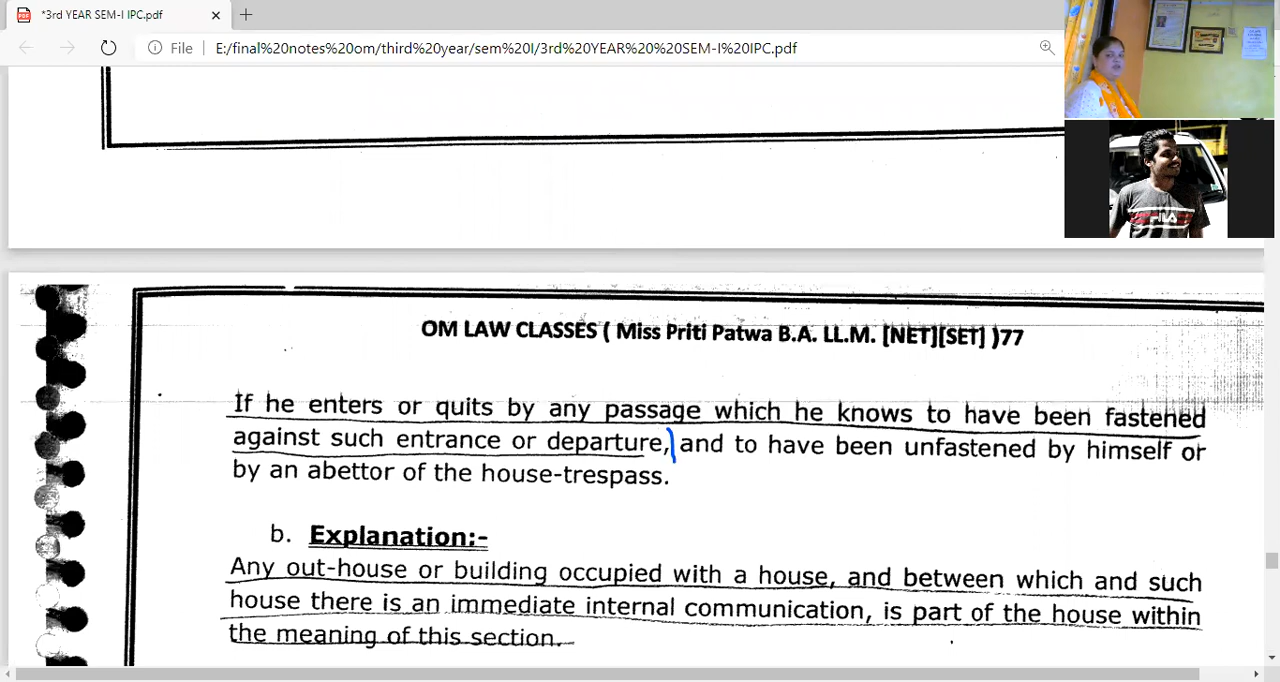 *3rd YEAR SEM-I IPC.pdf
File | E:/final%20notes%20om/third%20year/sem%20I/3rd%20YEAR%20%20SEM-I%20IPC.pdf
FILA
OM LAW CLASSES ( Miss Priti Patwa B.A. LL.M. [NET][SET] )77
If he enters or quits by any passage which he knows to have been fastened
against such entrance or departure, and to have been unfastened by himself or
by an abettor of the house-trespass.
b. Explanation:-
Any out-house or building occupied with a house, and between which and such
house there is an immediate internal communication, is part of the house within
the meaning of this section.